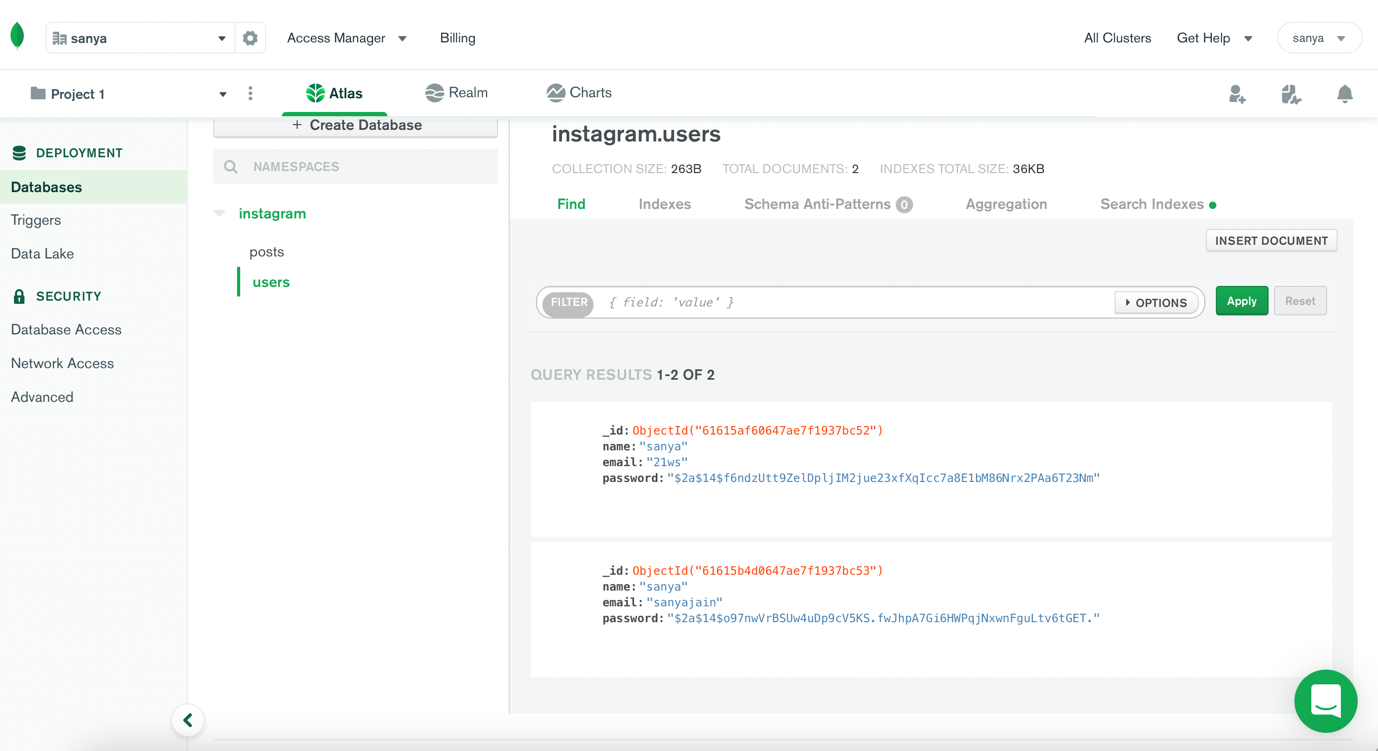 sanya
Access Manager
Billing
All Clusters
Get Help
sanya
Project 1
Atlas
Realm
Charts
DEPLOYMENT
Databases
Triggers
Data Lake
SECURITY
Database Access
Network Access
Advanced
+ Create Database
NAMESPACES
instagram
posts
users
instagram.users
COLLECTION SIZE: 263B TOTAL DOCUMENTS: 2 INDEXES TOTAL SIZE: 36KB
Find Indexes Schema Anti-Patterns 0 Aggregation Search Indexes
INSERT DOCUMENT
FILTER { field: 'value' } OPTIONS Apply Reset
QUERY RESULTS 1-2 OF 2
_id: ObjectId("61615af60647ae7f1937bc52")
name: "sanya"
email: "21ws"
password: "$2a$14$f6ndzUtt9ZelDpljIM2jue23xfXqIcc7a8E1bM86Nrx2PAa6T23Nm"
_id: ObjectId("61615b4d0647ae7f1937bc53")
name: "sanya"
email: "sanyajain"
password: "$2a$14$o97nwVrBSUw4uDp9cV5KS.fwJhpA7Gi6HWPqjNxwnFguLtv6tGET."